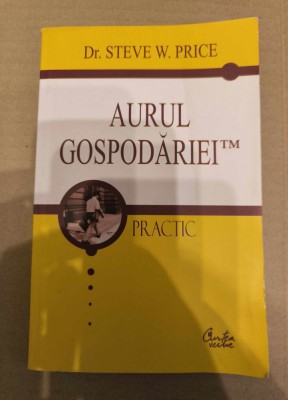 Dr. STEVE W. PRICE
AURUL
GOSPODĂRIEI™
PRACTIC
Curtea
veche